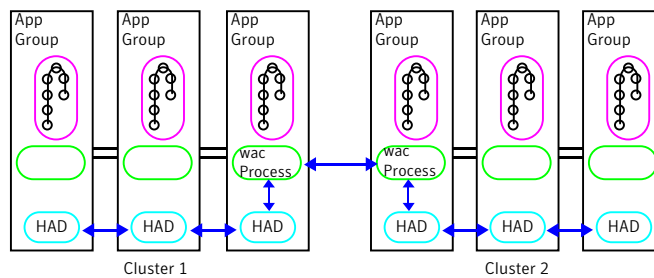 App
Group
App
Group
App
Group
App
Group
App
Group
App
Group
wac
Process
wac
Process
HAD
HAD
HAD
HAD
HAD
HAD
Cluster 1
Cluster 2